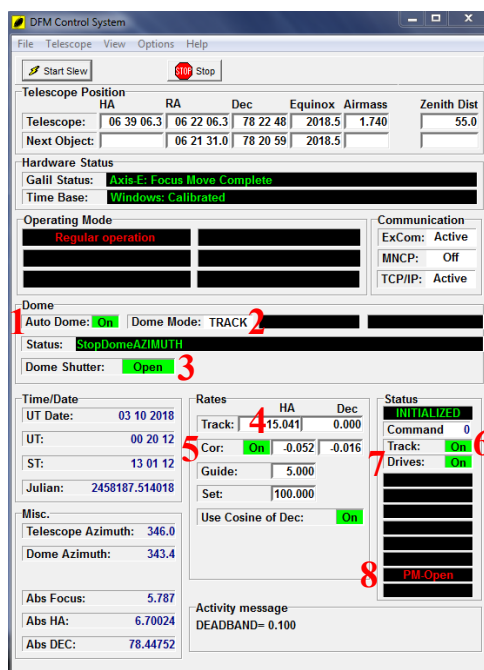 DFM Control System
File Telescope View Options Help
Start Slew STOP Stop
Telescope Position
HA RA Dec Equinox Airmass Zenith Dist
Telescope: 06 39 06.3 06 22 06.3 78 22 48 2018.5 1.740 55.0
Next Object: 06 21 31.0 78 20 59 2018.5
Hardware Status
Galil Status: Axis-E: Focus Move Complete
Time Base: Windows: Calibrated
Operating Mode Communication
Regular operation ExCom: Active
MNCP: Off
TCP/IP: Active
Dome
1 Auto Dome: On Dome Mode: TRACK 2
Status: StopDomeAZIMUTH
Dome Shutter: Open 3
Time/Date
UT Date: 03 10 2018
UT: 00 20 12
ST: 13 01 12
Julian: 2458187.514018
Misc.
Telescope Azimuth: 346.0
Dome Azimuth: 343.4
Abs Focus: 5.787
Abs HA: 6.70024
Abs DEC: 78.44752
Rates
HA Dec
Track: 4 15.041 0.000
5 Cor: On -0.052 -0.016
Guide: 5.000
Set: 100.000
Use Cosine of Dec: On
Activity message
DEADBAND= 0.100
Status
INITIALIZED
Command 0
Track: On 6
7 Drives: On
8 PM-Open